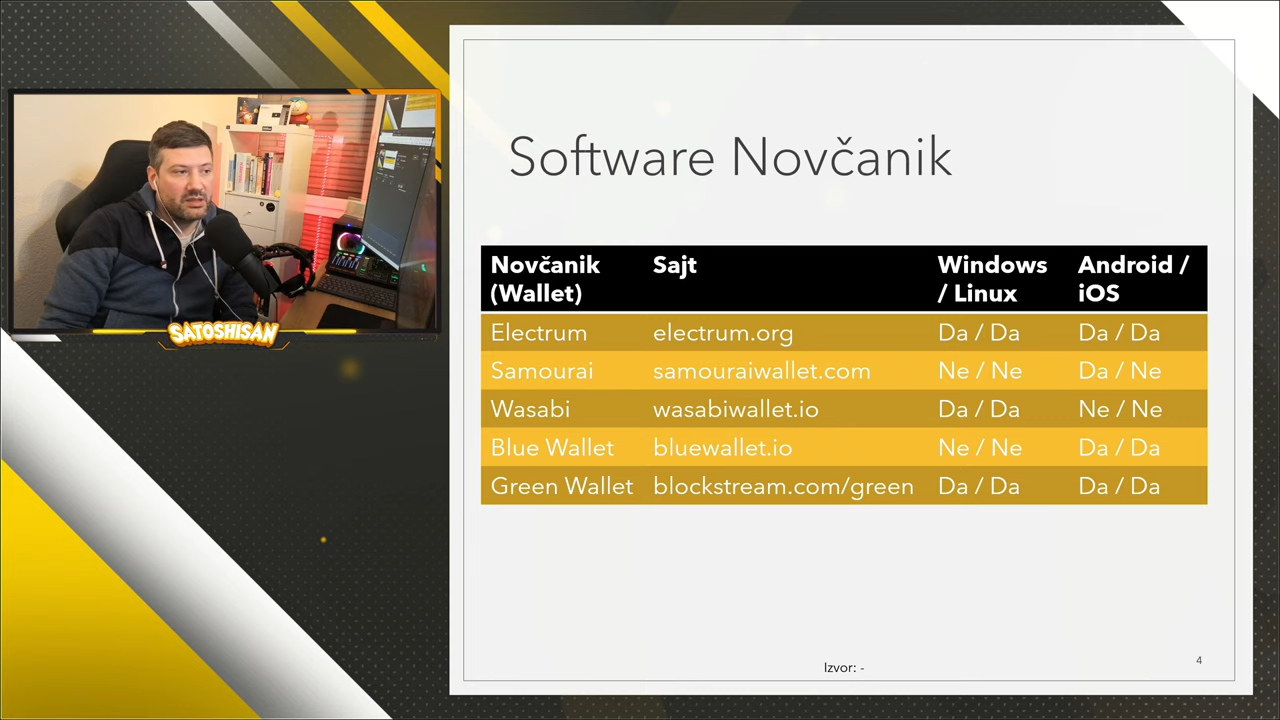 SATOSHISAN
Software Novčanik
Novčanik (Wallet) Sajt Windows / Linux Android / iOS
Electrum electrum.org Da / Da Da / Da
Samourai samouraiwallet.com Ne / Ne Da / Ne
Wasabi wasabiwallet.io Da / Da Ne / Ne
Blue Wallet bluewallet.io Ne / Ne Da / Da
Green Wallet blockstream.com/green Da / Da Da / Da
Izvor: -
4